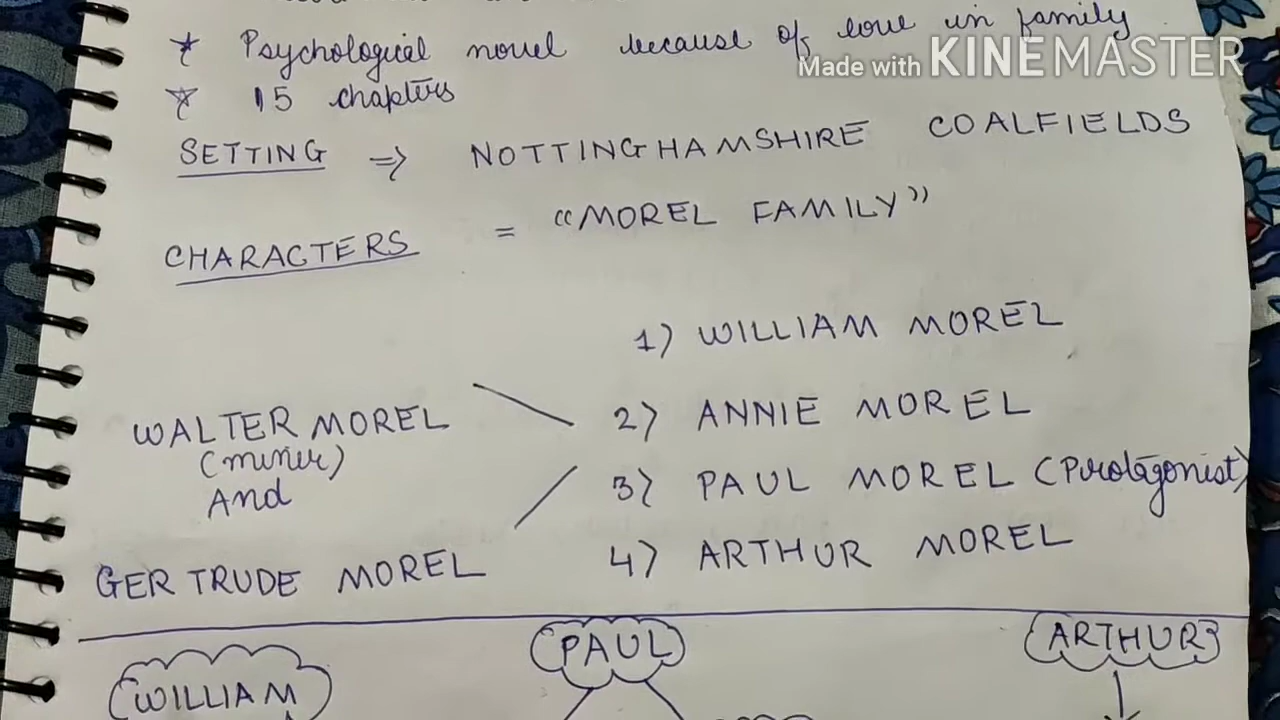 ★ Psychological novel because of love in family
Made with KINEMASTER
★ 15 chapters
SETTING => NOTTINGHAMSHIRE COALFIELDS
CHARACTERS = "MOREL FAMILY"
1) WILLIAM MOREL
WALTER MOREL
2) ANNIE MOREL
(miner)
And
3) PAUL MOREL (Protagonist)
GERTRUDE MOREL
4) ARTHUR MOREL
WILLIAM
PAUL
ARTHUR